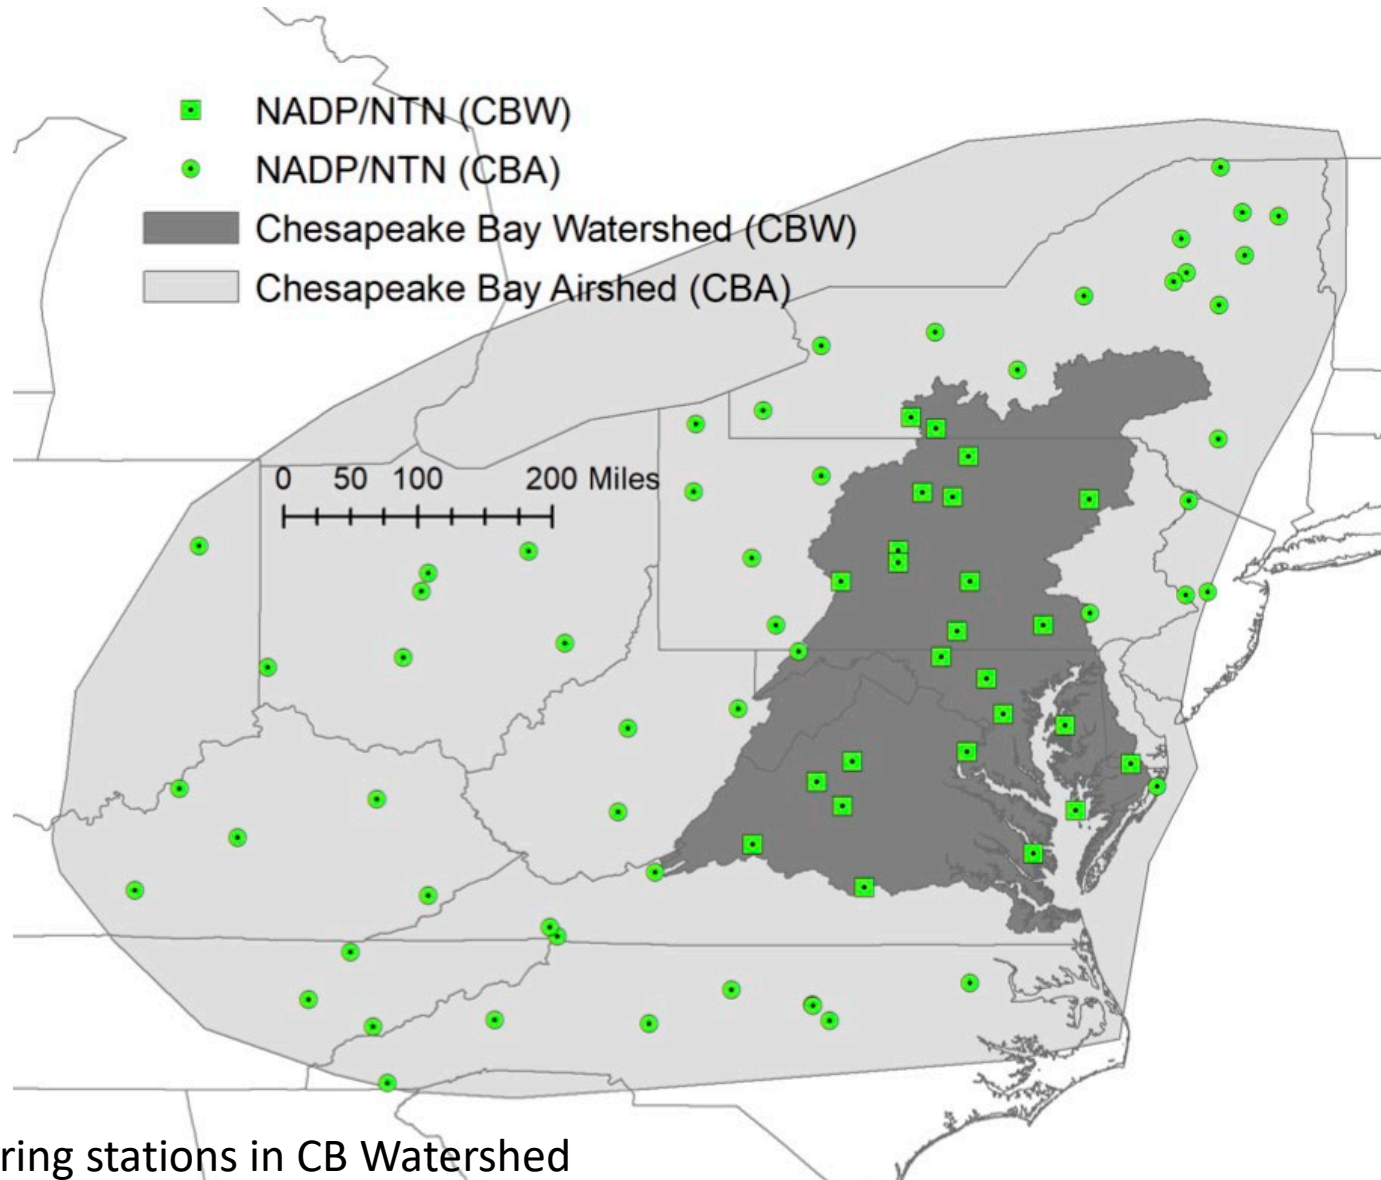 NADP/NTN (CBW)
NADP/NTN (CBA)
Chesapeake Bay Watershed (CBW)
Chesapeake Bay Airshed (CBA)
0 50 100 200 Miles
ring stations in CB Watershed